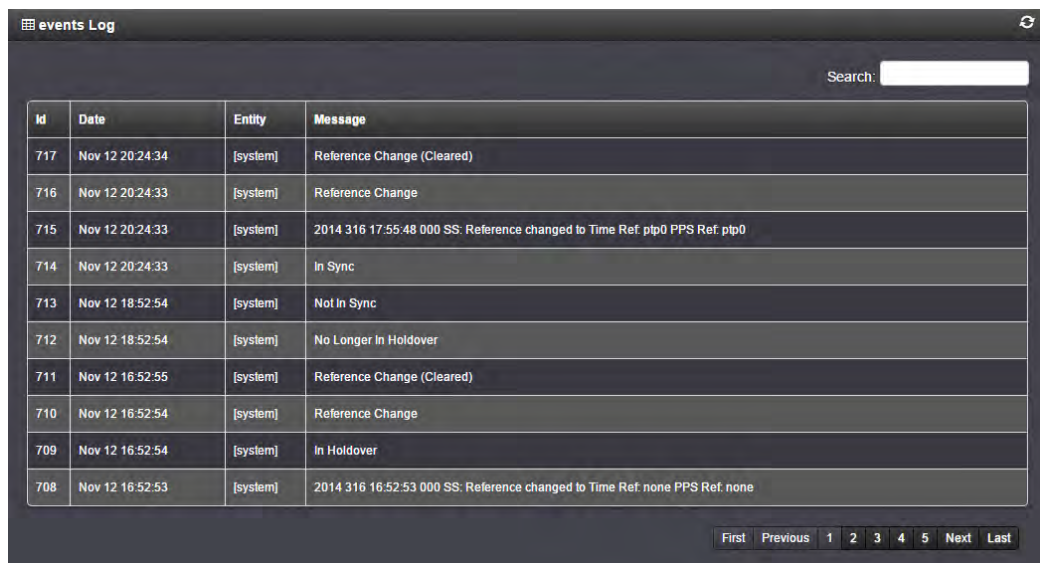 events Log
Search:
Id Date Entity Message
717 Nov 12 20:24:34 [system] Reference Change (Cleared)
716 Nov 12 20:24:33 [system] Reference Change
715 Nov 12 20:24:33 [system] 2014 316 17:55:48 000 SS: Reference changed to Time Ref: ptp0 PPS Ref: ptp0
714 Nov 12 20:24:33 [system] In Sync
713 Nov 12 18:52:54 [system] Not In Sync
712 Nov 12 18:52:54 [system] No Longer In Holdover
711 Nov 12 16:52:55 [system] Reference Change (Cleared)
710 Nov 12 16:52:54 [system] Reference Change
709 Nov 12 16:52:54 [system] In Holdover
708 Nov 12 16:52:53 [system] 2014 316 16:52:53 000 SS: Reference changed to Time Ref: none PPS Ref: none
First Previous 1 2 3 4 5 Next Last